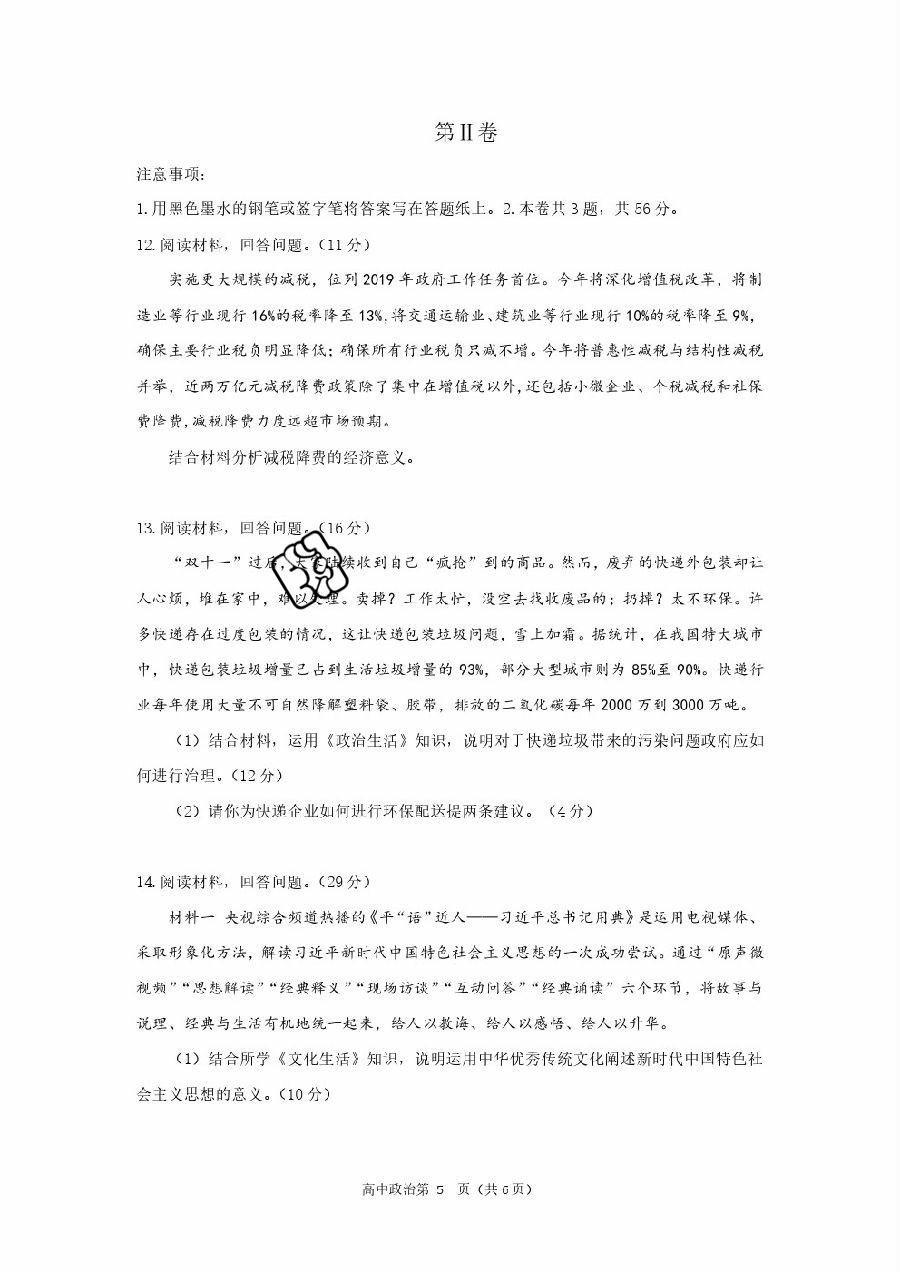 第Ⅱ卷
注意事项：
1.用黑色墨水的钢笔或签字笔将答案写在答题纸上。2.本卷共3题，共56分。
12.阅读材料，回答问题。（11分）
实施更大规模的减税，位列2019年政府工作任务首位。今年将深化增值税改革，将制
造业等行业现行16%的税率降至13%，将交通运输业、建筑业等行业现行10%的税率降至9%，
确保主要行业税负明显降低；确保所有行业税负只减不增。今年将普惠性减税与结构性减税
并举，近两万亿元减税降费政策除了集中在增值税以外，还包括小微企业、个税减税和社保
费降费，减税降费力度远超市场预期。
结合材料分析减税降费的经济意义。
13.阅读材料，回答问题。（16分）
“双十一”过后，大家陆续收到自己“疯抢”到的商品。然而，废弃的快递外包装却让
人心烦，堆在家中，难以处理。卖掉？工作太忙，没空去找收废品的；扔掉？太不环保。许
多快递存在过度包装的情况，这让快递包装垃圾问题，雪上加霜。据统计，在我国特大城市
中，快递包装垃圾增量已占到生活垃圾增量的93%，部分大型城市则为85%至90%。快递行
业每年使用大量不可自然降解塑料袋、胶带，排放的二氧化碳每年2000万到3000万吨。
（1）结合材料，运用《政治生活》知识，说明对于快递垃圾带来的污染问题政府应如
何进行治理。（12分）
（2）请你为快递企业如何进行环保配送提两条建议。（4分）
14.阅读材料，回答问题。（29分）
材料一 央视综合频道热播的《平“语”近人——习近平总书记用典》是运用电视媒体、
采取形象化方法，解读习近平新时代中国特色社会主义思想的一次成功尝试。通过“原声微
视频”“思想解读”“经典释义”“现场访谈”“互动问答”“经典诵读”六个环节，将故事与
说理、经典与生活有机地统一起来，给人以教海、给人以感悟、给人以升华。
（1）结合所学《文化生活》知识，说明运用中华优秀传统文化阐述新时代中国特色社
会主义思想的意义。（10分）
高中政治第 5 页（共6页）